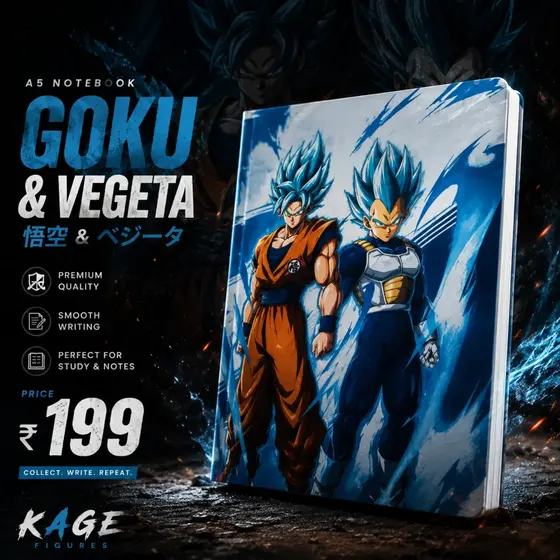 A5 NOTEBOOK
GOKU
& VEGETA
悟空 & ベジータ
PREMIUM
QUALITY
SMOOTH
WRITING
PERFECT FOR
STUDY & NOTES
PRICE
₹ 199
COLLECT. WRITE. REPEAT.
KAGE
FIGURES
悟